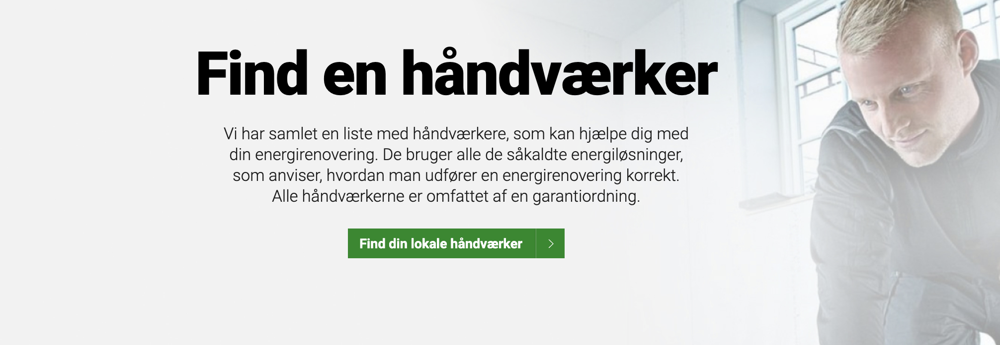 Find en håndværker
Vi har samlet en liste med håndværkere, som kan hjælpe dig med
din energirenovering. De bruger alle de såkaldte energiløsninger,
som anviser, hvordan man udfører en energirenovering korrekt.
Alle håndværkerne er omfattet af en garantiordning.
Find din lokale håndværker